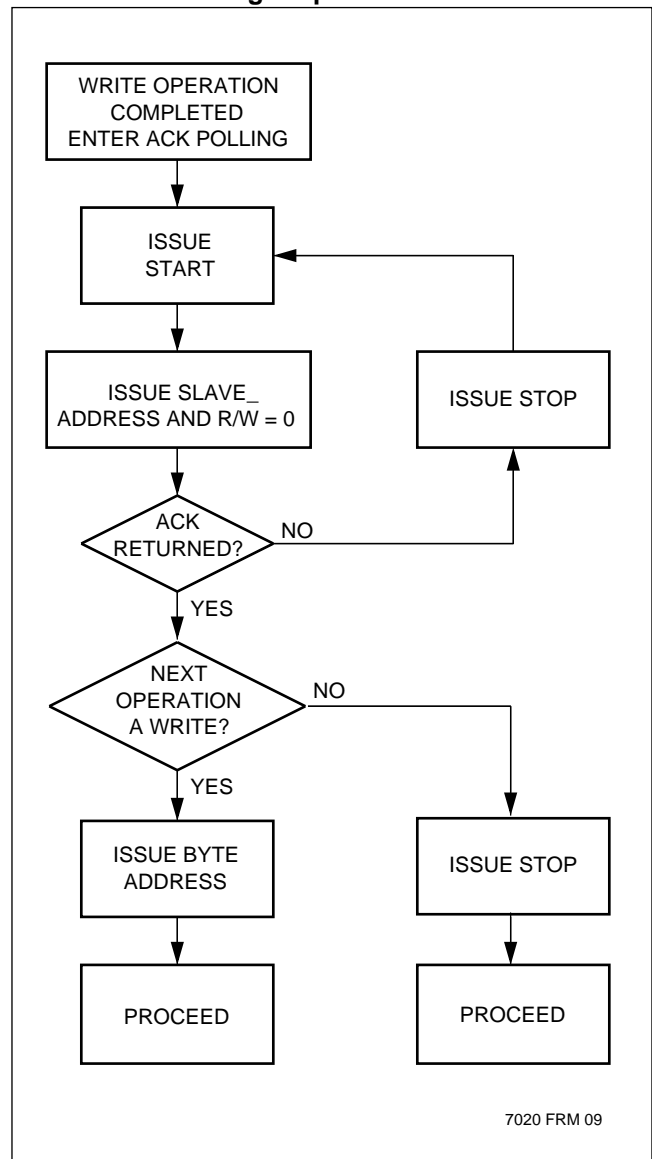 WRITE OPERATION
COMPLETED
ENTER ACK POLLING
ISSUE
START
ISSUE SLAVE_
ADDRESS AND R/W = 0
ISSUE STOP
ACK
RETURNED?
NO
YES
NEXT
OPERATION
A WRITE?
NO
YES
ISSUE BYTE
ADDRESS
ISSUE STOP
PROCEED
PROCEED
7020 FRM 09